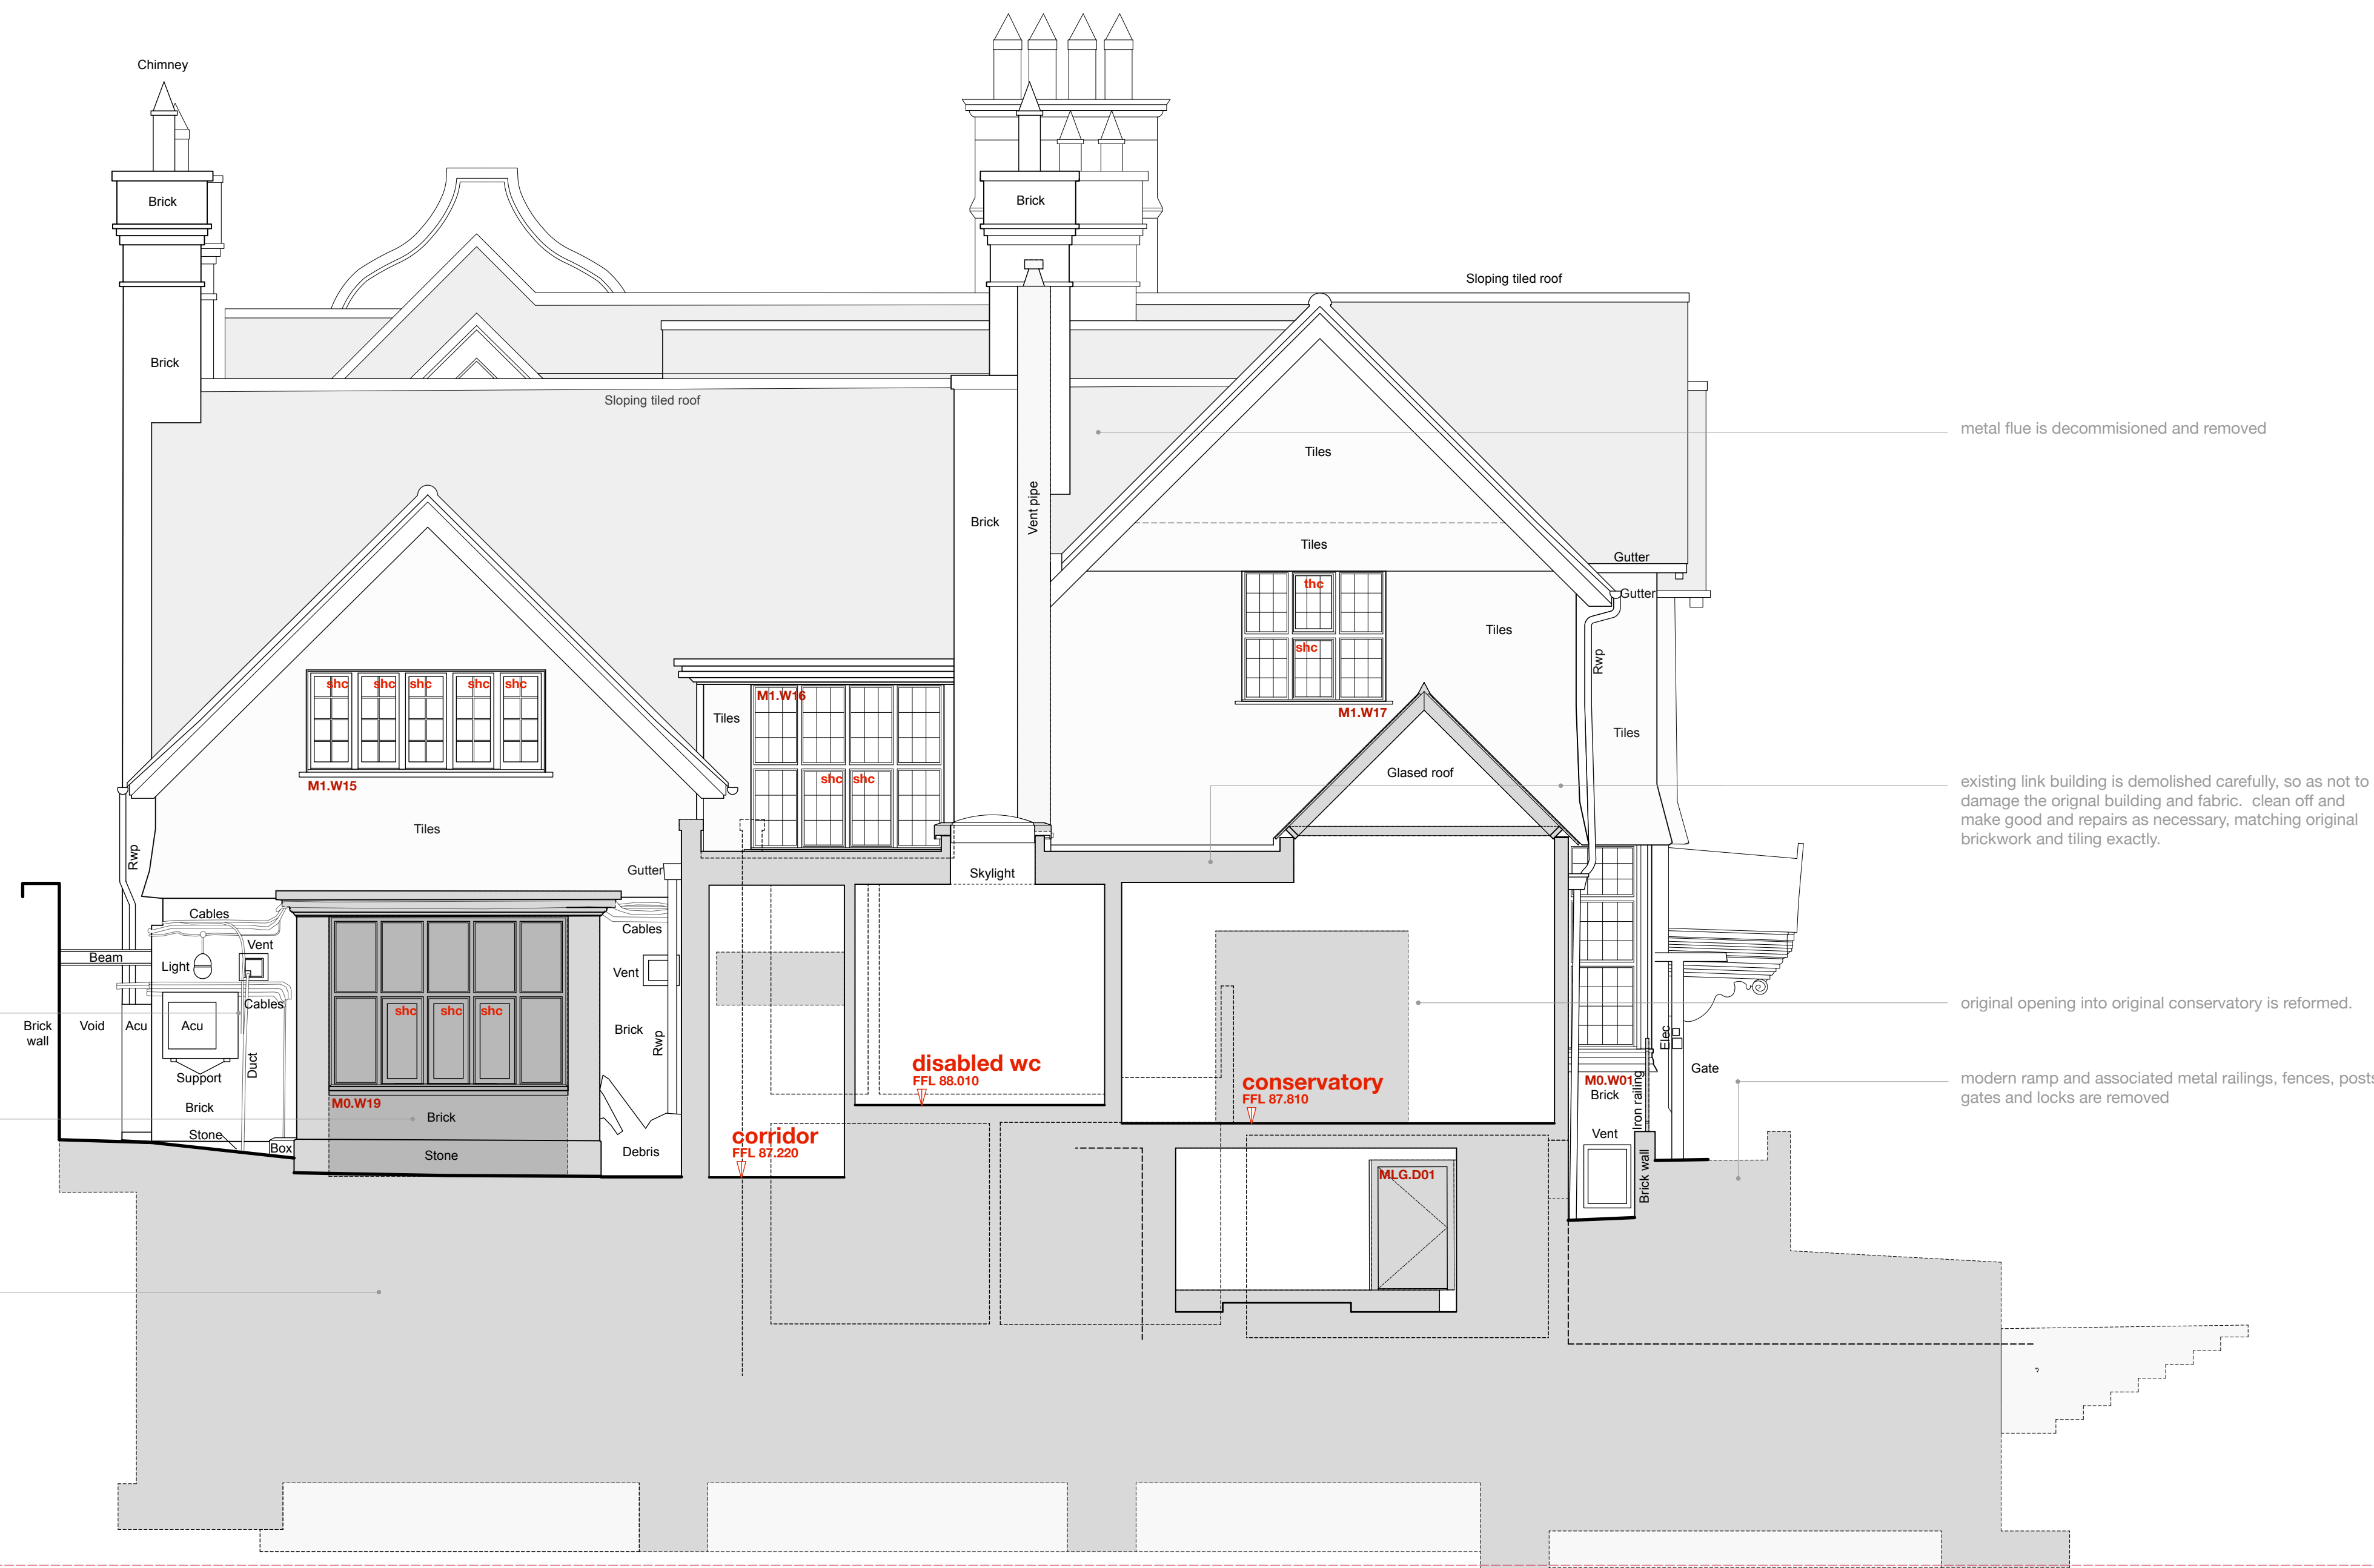 Chimney
Brick
Brick
Sloping tiled roof
Brick
Sloping tiled roof
metal flue is decommisioned and removed
Tiles
Vent pipe
Brick
Tiles
Gutter
thc
Gutter
Tiles
shc
Rwp
shc shc shc shc shc
M1.W16
Tiles
M1.W17
Tiles
shc shc
Glased roof
M1.W15
existing link building is demolished carefully, so as not to
damage the orignal building and fabric. clean off and
make good and repairs as necessary, matching original
brickwork and tiling exactly.
Tiles
Rwp
Gutter
Skylight
Cables
Cables
Vent
Beam
Light
Vent
Cables
original opening into original conservatory is reformed.
shc shc shc
Brick
wall
Void
Acu
Acu
Brick
Rwp
Elec
Duct
disabled wc
FFL 88.010
Support
Gate
conservatory
FFL 87.810
M0.W01
Brick
Iron railing
modern ramp and associated metal railings, fences, posts
gates and locks are removed
M0.W19
Brick
Brick
Stone
corridor
FFL 87.220
Vent
Box
Stone
Debris
MLG.D01
Brick wall
?